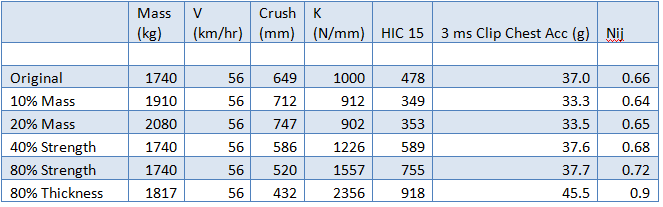 Mass (kg) V (km/hr) Crush (mm) K (N/mm) HIC 15 3 ms Clip Chest Acc (g) Nij
Original 1740 56 649 1000 478 37.0 0.66
10% Mass 1910 56 712 912 349 33.3 0.64
20% Mass 2080 56 747 902 353 33.5 0.65
40% Strength 1740 56 586 1226 589 37.6 0.68
80% Strength 1740 56 520 1557 755 37.7 0.72
80% Thickness 1817 56 432 2356 918 45.5 0.9